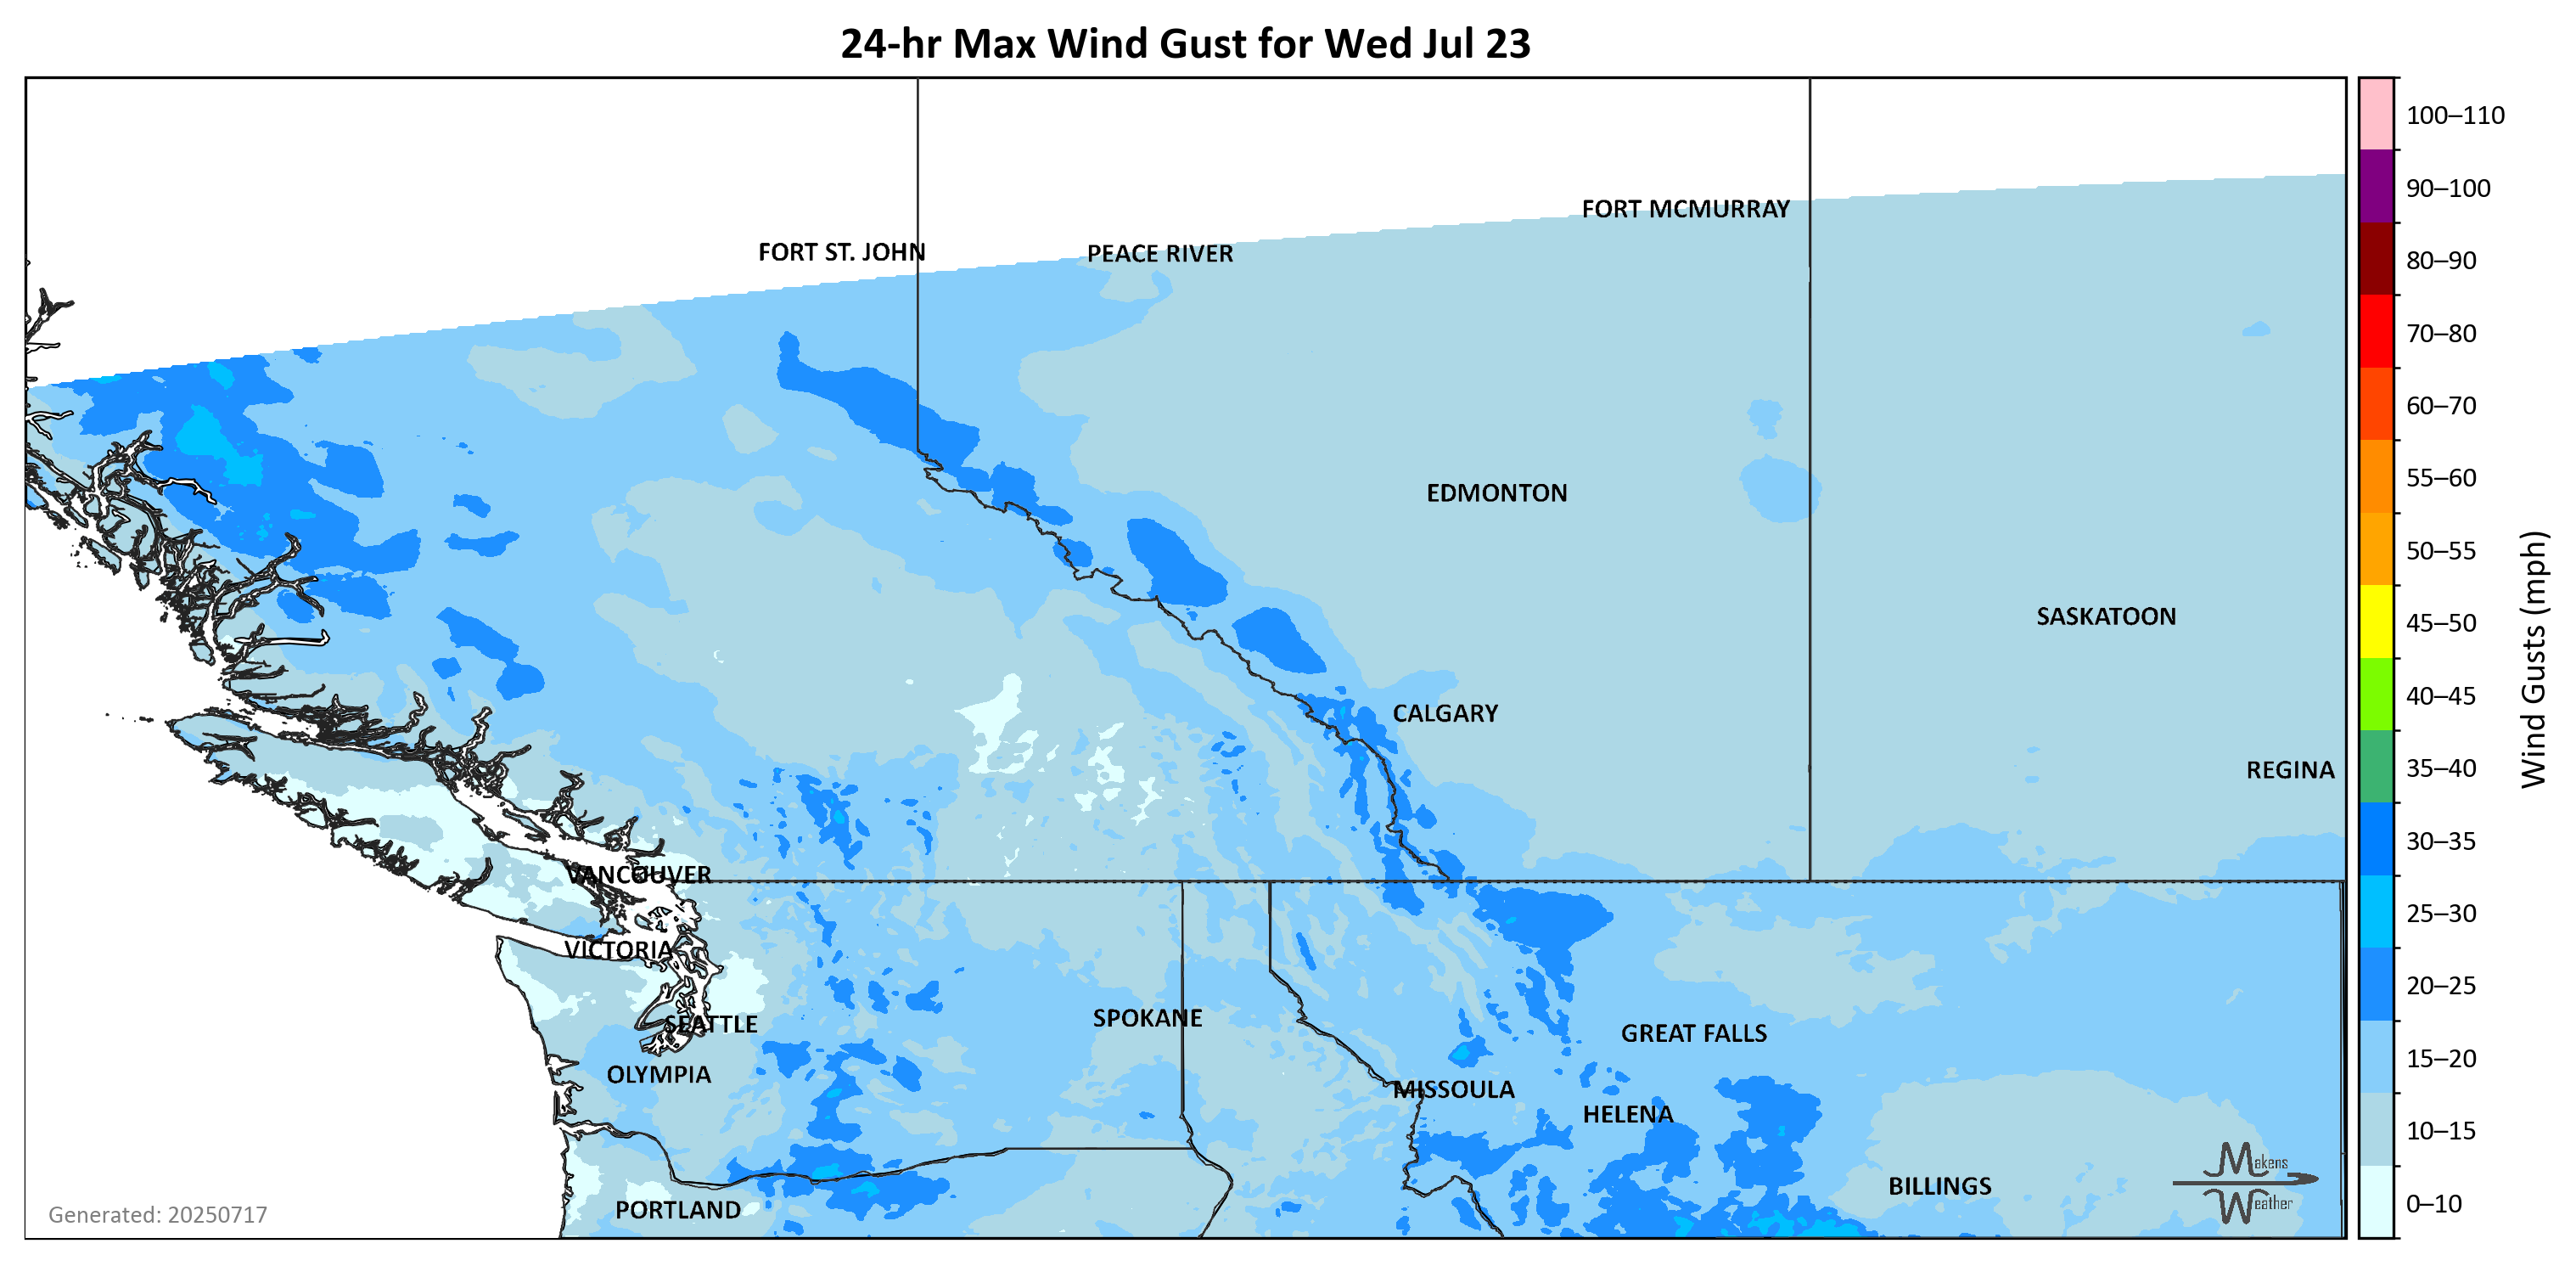 24-hr Max Wind Gust for Wed Jul 23
FORT MCMURRAY
FORT ST. JOHN
PEACE RIVER
EDMONTON
SASKATOON
CALGARY
REGINA
VANCOUVER
VICTORIA
SPOKANE
SEATTLE
GREAT FALLS
OLYMPIA
MISSOULA
HELENA
BILLINGS
PORTLAND
Makens
Weather
Generated: 20250717
100–110
90–100
80–90
70–80
60–70
55–60
50–55
45–50
40–45
35–40
30–35
25–30
20–25
15–20
10–15
0–10
Wind Gusts (mph)